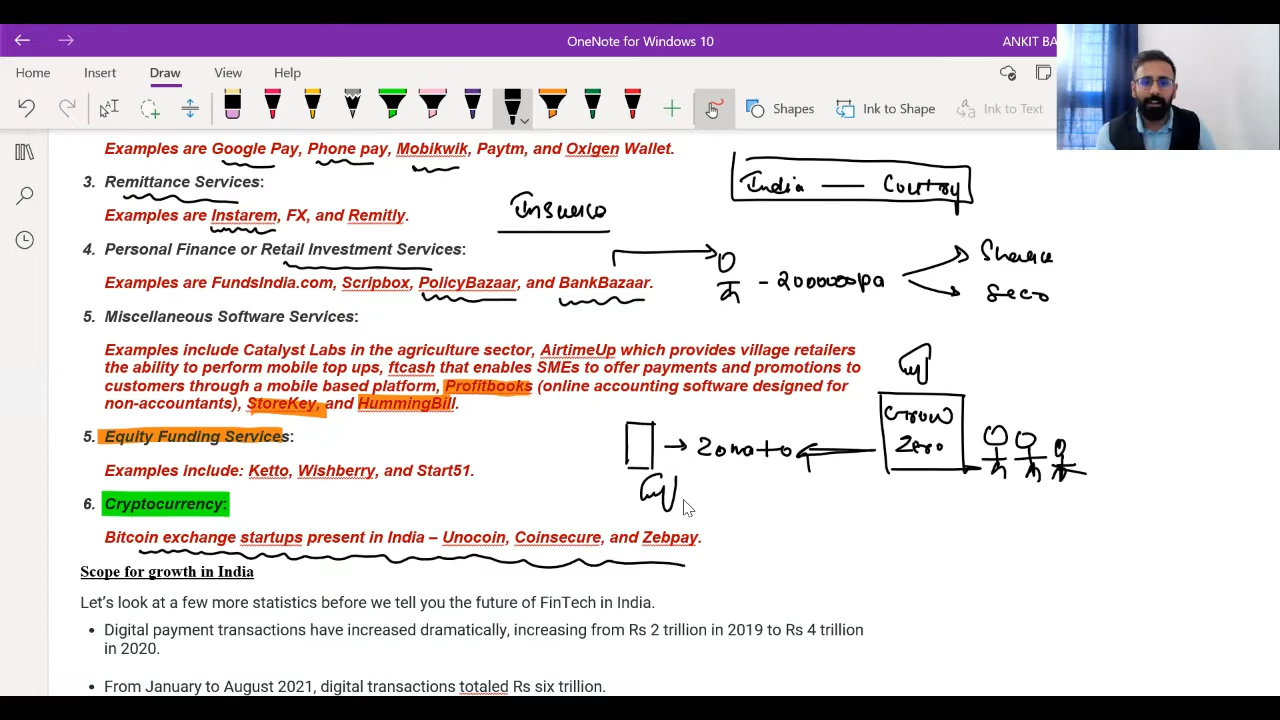 OneNote for Windows 10
ANKIT BA
Home Insert Draw View Help
Shapes Ink to Shape Ink to Text
Examples are Google Pay, Phone pay, Mobikwik, Paytm, and Oxigen Wallet.
3. Remittance Services:
India — Country
Examples are Instarem, FX, and Remitly.
4. Personal Finance or Retail Investment Services:
Examples are FundsIndia.com, Scripbox, PolicyBazaar, and BankBazaar.
- 2000000pa
5. Miscellaneous Software Services:
Examples include Catalyst Labs in the agriculture sector, AirtimeUp which provides village retailers
the ability to perform mobile top ups, ftcash that enables SMEs to offer payments and promotions to
customers through a mobile based platform, Profitbooks (online accounting software designed for
non-accountants), StoreKey, and HummingBill.
Grow
Zero
Zomato
5. Equity Funding Services:
Examples include: Ketto, Wishberry, and Start51.
6. Cryptocurrency:
Bitcoin exchange startups present in India – Unocoin, Coinsecure, and Zebpay.
Scope for growth in India
Let's look at a few more statistics before we tell you the future of FinTech in India.
• Digital payment transactions have increased dramatically, increasing from Rs 2 trillion in 2019 to Rs 4 trillion
in 2020.
• From January to August 2021, digital transactions totaled Rs six trillion.